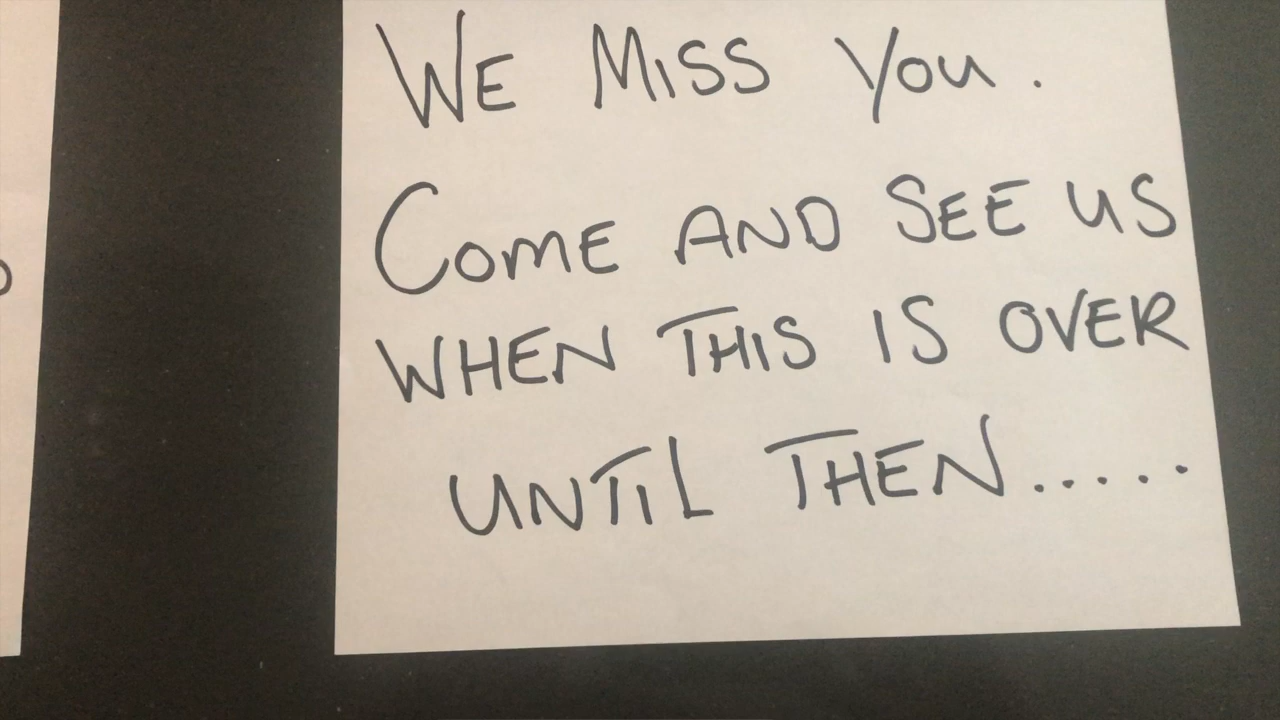 WE MISS YOU.
COME AND SEE US
WHEN THIS IS OVER
UNTIL THEN.....